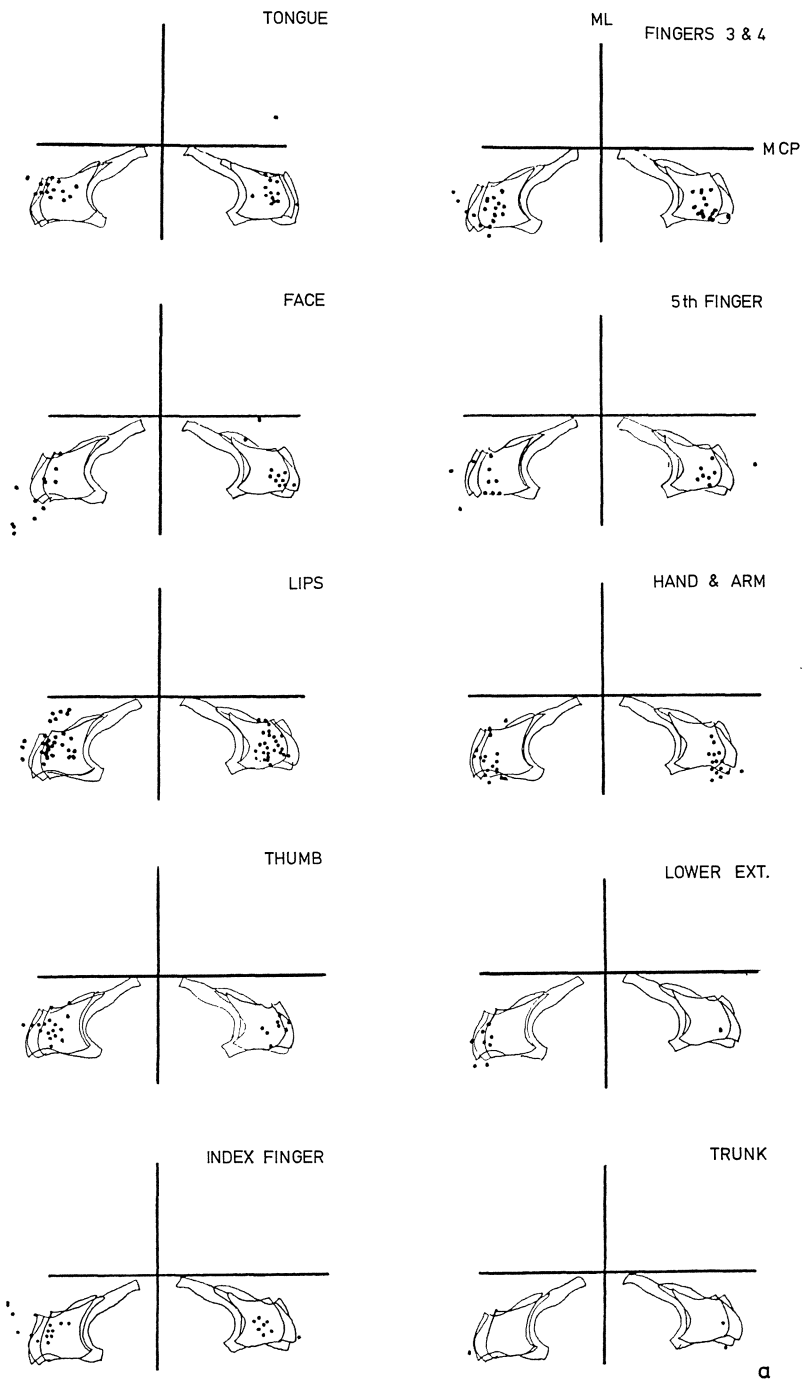 TONGUE
ML
FINGERS 3 & 4
MCP
FACE
5th FINGER
LIPS
HAND & ARM
THUMB
LOWER EXT.
INDEX FINGER
TRUNK
a